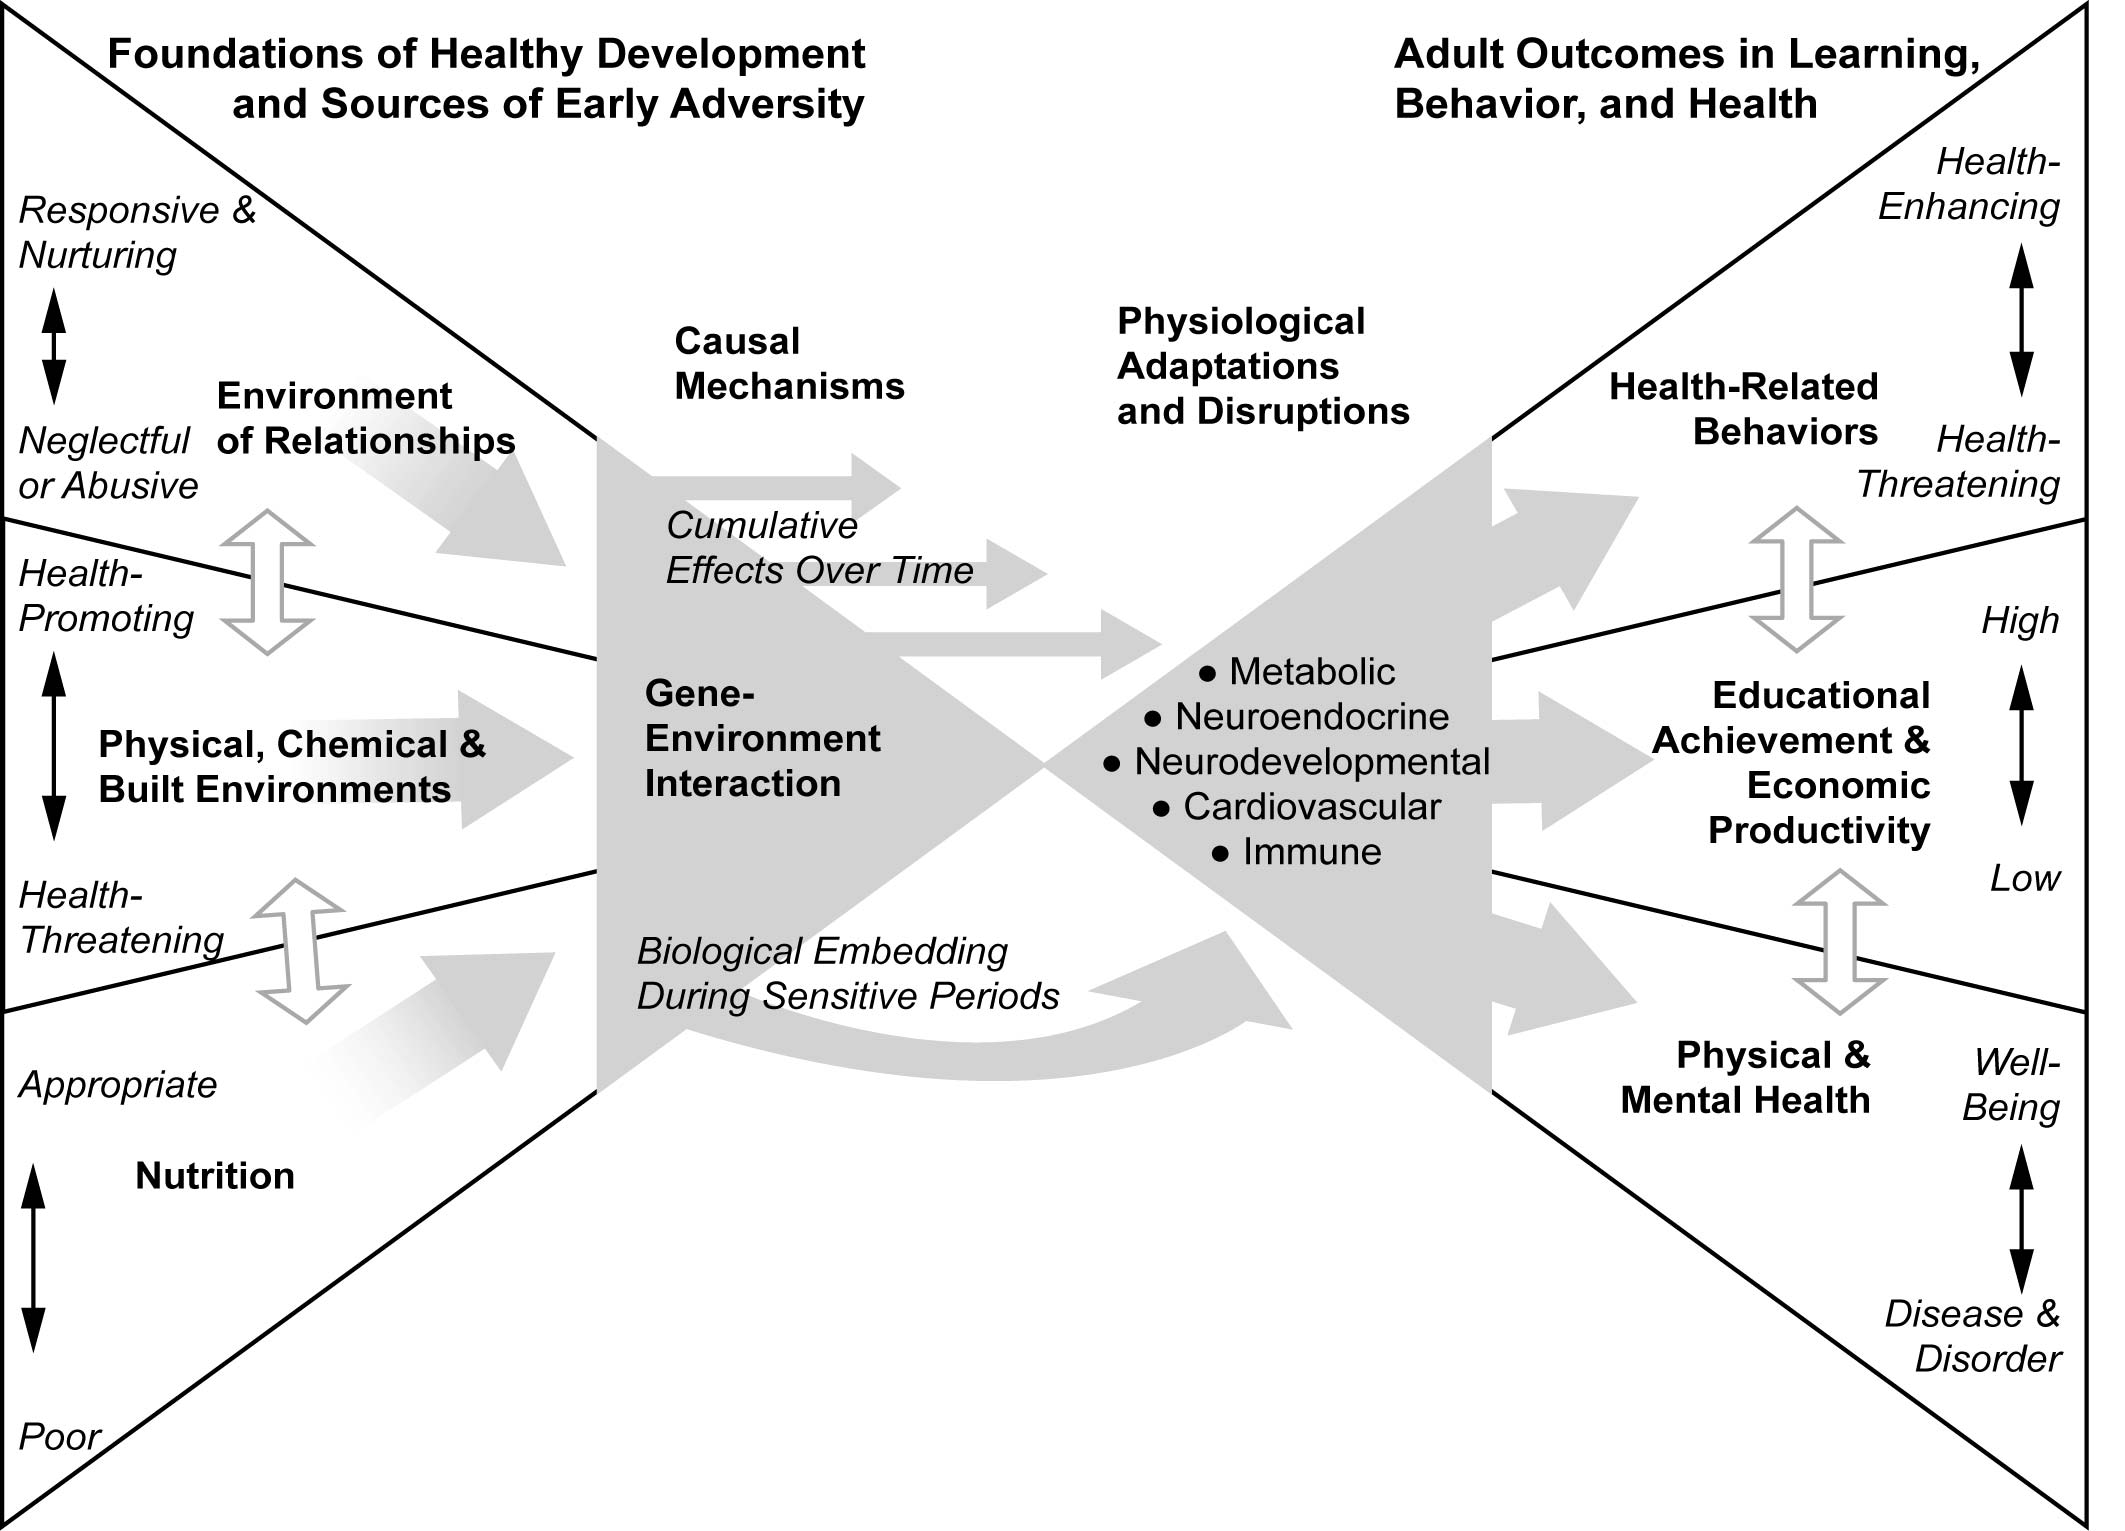 Foundations of Healthy Development
and Sources of Early Adversity
Adult Outcomes in Learning,
Behavior, and Health
Responsive &
Nurturing
Neglectful
or Abusive
Environment
of Relationships
Health-
Promoting
Physical, Chemical &
Built Environments
Health-
Threatening
Appropriate
Nutrition
Poor
Causal
Mechanisms
Cumulative
Effects Over Time
Gene-
Environment
Interaction
Biological Embedding
During Sensitive Periods
Physiological
Adaptations
and Disruptions
● Metabolic
● Neuroendocrine
● Neurodevelopmental
● Cardiovascular
● Immune
Health-Related
Behaviors
Health-
Enhancing
Health-
Threatening
Educational
Achievement &
Economic
Productivity
High
Low
Physical &
Mental Health
Well-
Being
Disease &
Disorder